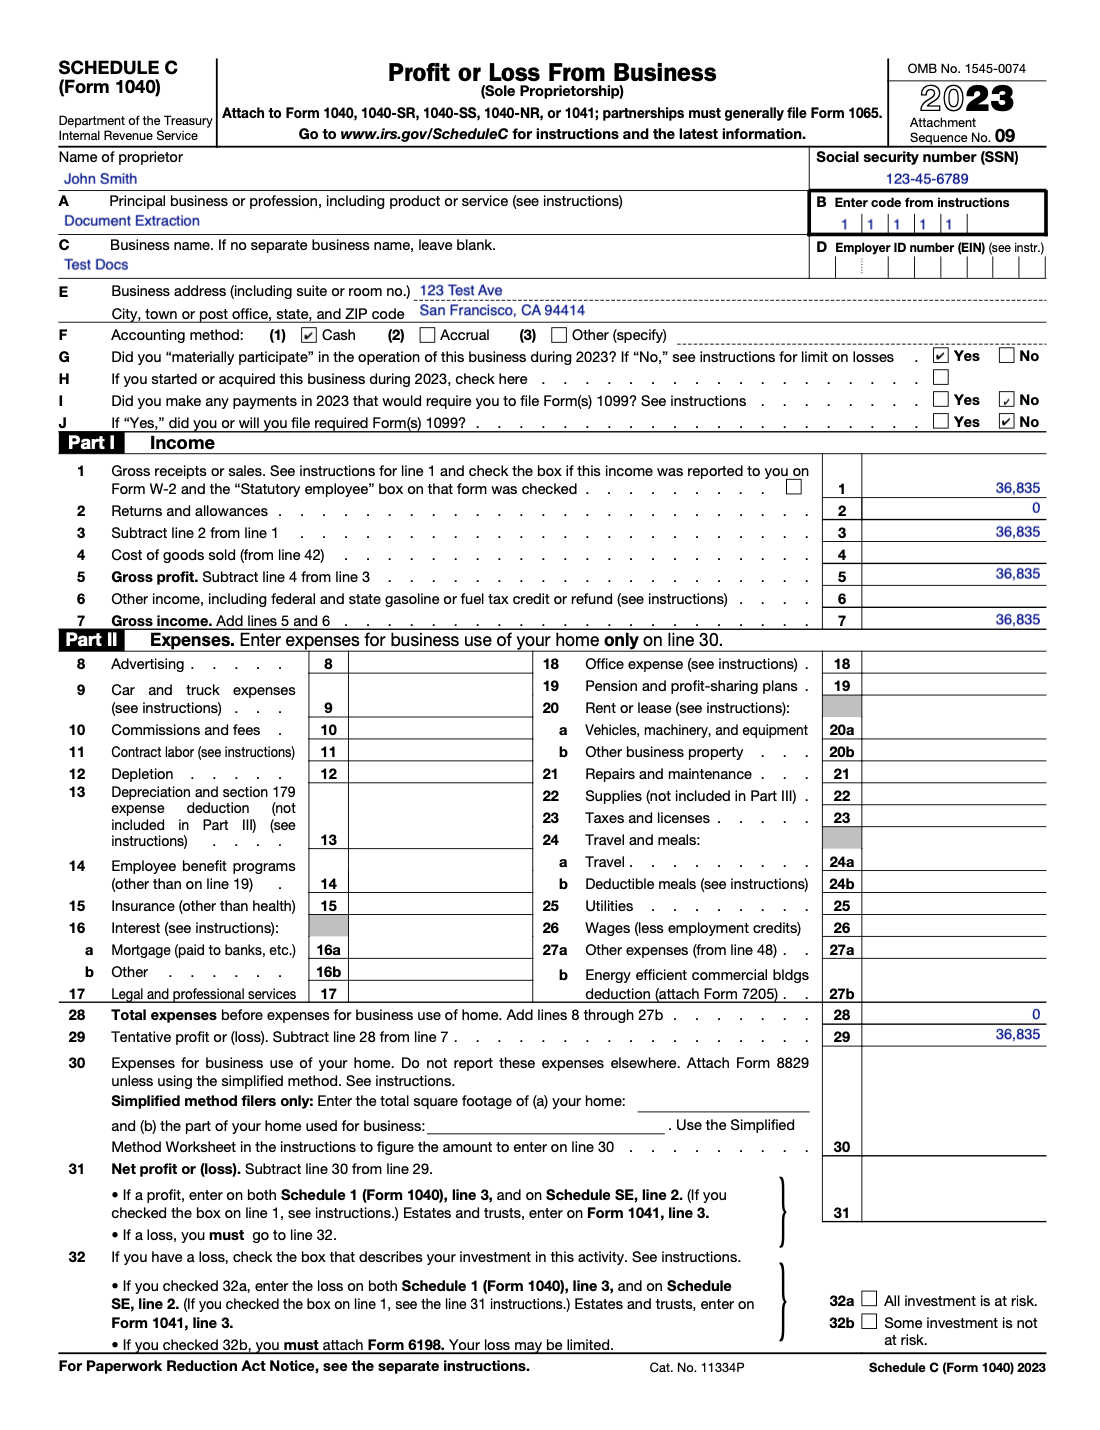 SCHEDULE C
(Form 1040)
Department of the Treasury
Internal Revenue Service
Profit or Loss From Business
(Sole Proprietorship)
Attach to Form 1040, 1040-SR, 1040-SS, 1040-NR, or 1041; partnerships must generally file Form 1065.
Go to www.irs.gov/ScheduleC for instructions and the latest information.
OMB No. 1545-0074
2023
Attachment
Sequence No. 09
Name of proprietor
John Smith
Social security number (SSN)
123-45-6789
A Principal business or profession, including product or service (see instructions)
Document Extraction
B Enter code from instructions
1 1 1 1 1
C Business name. If no separate business name, leave blank.
Test Docs
D Employer ID number (EIN) (see instr.)
E Business address (including suite or room no.) 123 Test Ave
City, town or post office, state, and ZIP code San Francisco, CA 94414
F Accounting method: (1) ✔ Cash (2) Accrual (3) Other (specify)
G Did you “materially participate” in the operation of this business during 2023? If “No,” see instructions for limit on losses . ✔ Yes No
H If you started or acquired this business during 2023, check here . . . . . . . . . . . . . . . . .
I Did you make any payments in 2023 that would require you to file Form(s) 1099? See instructions . . . . . . . . Yes ✔ No
J If “Yes,” did you or will you file required Form(s) 1099? . . . . . . . . . . . . . . . . . . . . Yes ✔ No
Part I Income
1 Gross receipts or sales. See instructions for line 1 and check the box if this income was reported to you on
Form W-2 and the “Statutory employee” box on that form was checked . . . . . . . . . 1 36,835
2 Returns and allowances . . . . . . . . . . . . . . . . . . . . . . . . . 2 0
3 Subtract line 2 from line 1 . . . . . . . . . . . . . . . . . . . . . . . . 3 36,835
4 Cost of goods sold (from line 42) . . . . . . . . . . . . . . . . . . . . . . 4
5 Gross profit. Subtract line 4 from line 3 . . . . . . . . . . . . . . . . . . . . 5 36,835
6 Other income, including federal and state gasoline or fuel tax credit or refund (see instructions) . . . . 6
7 Gross income. Add lines 5 and 6 . . . . . . . . . . . . . . . . . . . . . . 7 36,835
Part II Expenses. Enter expenses for business use of your home only on line 30.
8 Advertising . . . . . 8
9 Car and truck expenses
(see instructions) . . . 9
10 Commissions and fees . 10
11 Contract labor (see instructions) 11
12 Depletion . . . . . 12
13 Depreciation and section 179
expense deduction (not
included in Part III) (see
instructions) . . . . 13
14 Employee benefit programs
(other than on line 19) . 14
15 Insurance (other than health) 15
16 Interest (see instructions):
a Mortgage (paid to banks, etc.) 16a
b Other . . . . . . 16b
17 Legal and professional services 17
18 Office expense (see instructions) . 18
19 Pension and profit-sharing plans . 19
20 Rent or lease (see instructions):
a Vehicles, machinery, and equipment 20a
b Other business property . . . 20b
21 Repairs and maintenance . . . 21
22 Supplies (not included in Part III) . 22
23 Taxes and licenses . . . . . 23
24 Travel and meals:
a Travel . . . . . . . . . 24a
b Deductible meals (see instructions) 24b
25 Utilities . . . . . . . . 25
26 Wages (less employment credits) 26
27a Other expenses (from line 48) . . 27a
b Energy efficient commercial bldgs
deduction (attach Form 7205) . . 27b
28 Total expenses before expenses for business use of home. Add lines 8 through 27b . . . . . . . 28 0
29 Tentative profit or (loss). Subtract line 28 from line 7 . . . . . . . . . . . . . . . . . 29 36,835
30 Expenses for business use of your home. Do not report these expenses elsewhere. Attach Form 8829
unless using the simplified method. See instructions.
Simplified method filers only: Enter the total square footage of (a) your home:
and (b) the part of your home used for business: . Use the Simplified
Method Worksheet in the instructions to figure the amount to enter on line 30 . . . . . . . . . 30
31 Net profit or (loss). Subtract line 30 from line 29.
• If a profit, enter on both Schedule 1 (Form 1040), line 3, and on Schedule SE, line 2. (If you
checked the box on line 1, see instructions.) Estates and trusts, enter on Form 1041, line 3. 31
• If a loss, you must go to line 32.
32 If you have a loss, check the box that describes your investment in this activity. See instructions.
• If you checked 32a, enter the loss on both Schedule 1 (Form 1040), line 3, and on Schedule
SE, line 2. (If you checked the box on line 1, see the line 31 instructions.) Estates and trusts, enter on
Form 1041, line 3.
• If you checked 32b, you must attach Form 6198. Your loss may be limited.
32a All investment is at risk.
32b Some investment is not
at risk.
For Paperwork Reduction Act Notice, see the separate instructions. Cat. No. 11334P Schedule C (Form 1040) 2023